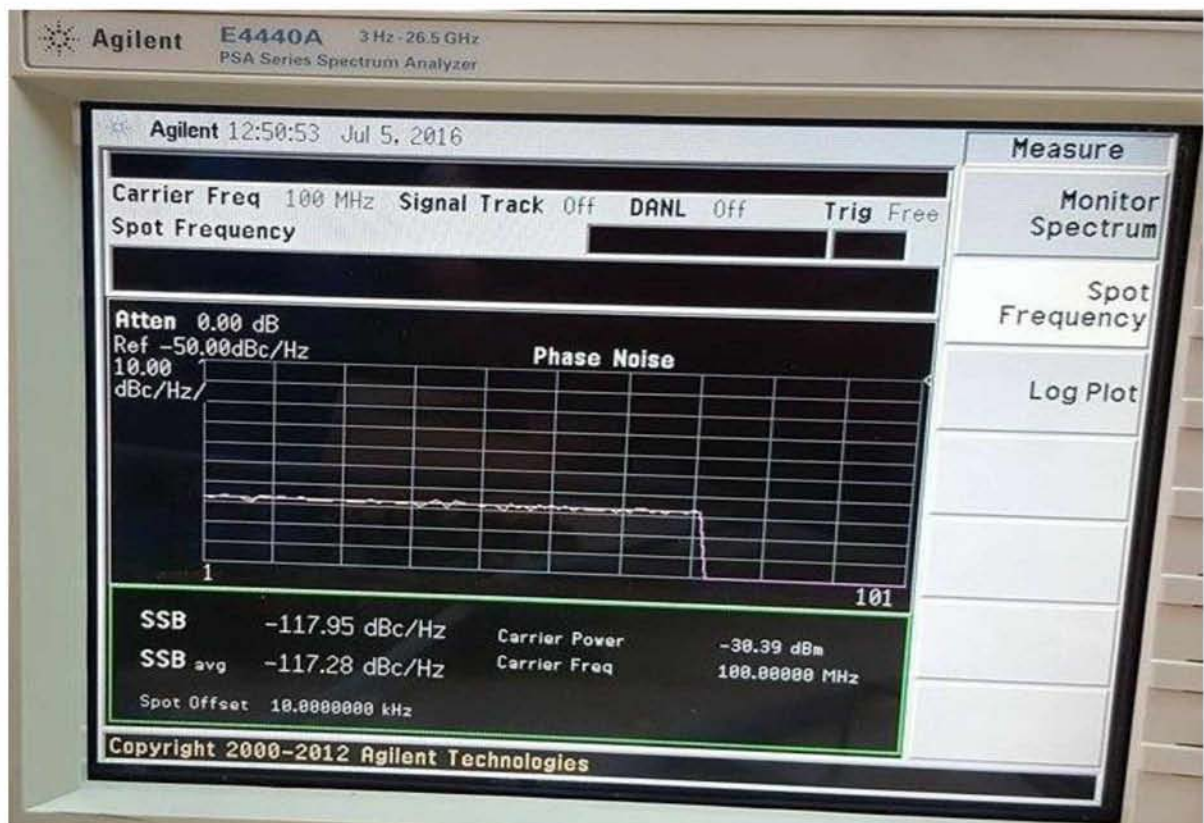 Agilent E4440A 3 Hz - 26.5 GHz
PSA Series Spectrum Analyzer
Agilent 12:50:53 Jul 5, 2016
Measure
Carrier Freq 100 MHz Signal Track Off DANL Off Trig Free
Spot Frequency
Monitor
Spectrum
Spot
Frequency
Log Plot
Atten 0.00 dB
Ref -50.00dBc/Hz
10.00
dBc/Hz/
Phase Noise
1
101
SSB -117.95 dBc/Hz
SSB avg -117.28 dBc/Hz
Carrier Power -30.39 dBm
Carrier Freq 100.00000 MHz
Spot Offset 10.0000000 kHz
Copyright 2000-2012 Agilent Technologies